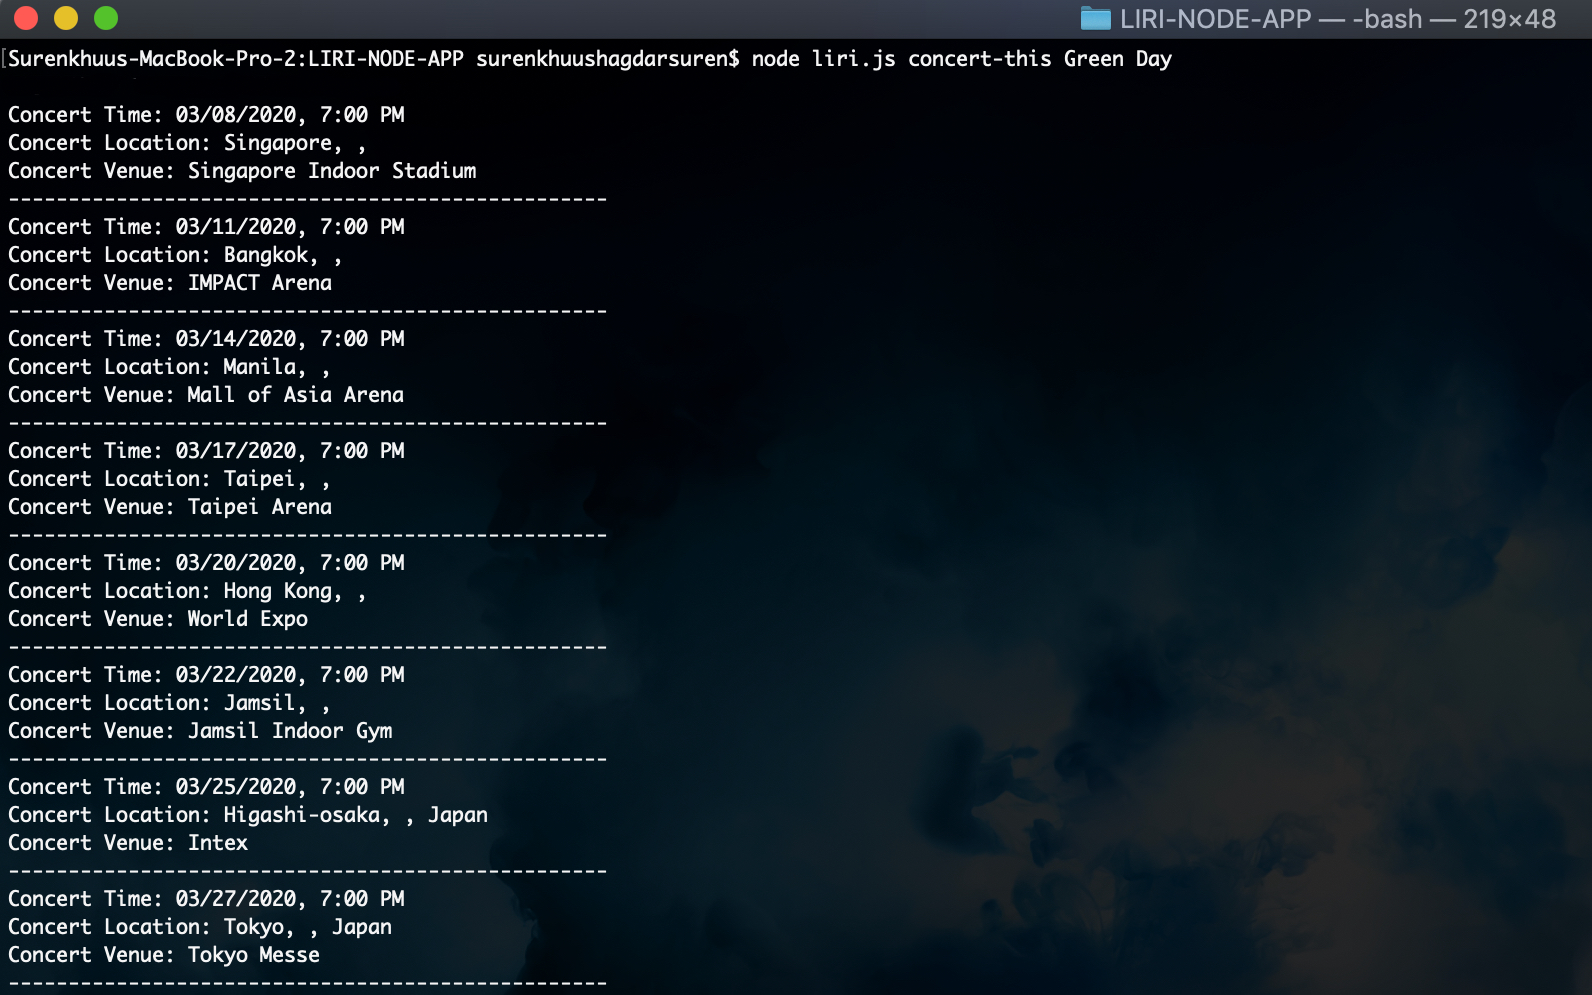 LIRI-NODE-APP — -bash — 219×48
[Surenkhuus-MacBook-Pro-2:LIRI-NODE-APP surenkhuushagdarsuren$ node liri.js concert-this Green Day
Concert Time: 03/08/2020, 7:00 PM
Concert Location: Singapore, ,
Concert Venue: Singapore Indoor Stadium
--------------------------------------------------
Concert Time: 03/11/2020, 7:00 PM
Concert Location: Bangkok, ,
Concert Venue: IMPACT Arena
--------------------------------------------------
Concert Time: 03/14/2020, 7:00 PM
Concert Location: Manila, ,
Concert Venue: Mall of Asia Arena
--------------------------------------------------
Concert Time: 03/17/2020, 7:00 PM
Concert Location: Taipei, ,
Concert Venue: Taipei Arena
--------------------------------------------------
Concert Time: 03/20/2020, 7:00 PM
Concert Location: Hong Kong, ,
Concert Venue: World Expo
--------------------------------------------------
Concert Time: 03/22/2020, 7:00 PM
Concert Location: Jamsil, ,
Concert Venue: Jamsil Indoor Gym
--------------------------------------------------
Concert Time: 03/25/2020, 7:00 PM
Concert Location: Higashi-osaka, , Japan
Concert Venue: Intex
--------------------------------------------------
Concert Time: 03/27/2020, 7:00 PM
Concert Location: Tokyo, , Japan
Concert Venue: Tokyo Messe
--------------------------------------------------